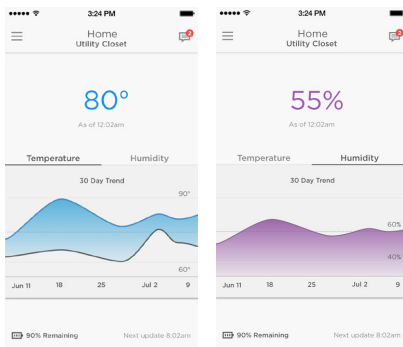 3:24 PM
Home
2
Utility Closet
80°
As of 12:02am
Temperature Humidity
30 Day Trend
90°
60°
Jun 11 18 25 Jul 2 9
90% Remaining Next update 8:02am
3:24 PM
Home
2
Utility Closet
55%
As of 12:02am
Temperature Humidity
30 Day Trend
60%
40%
Jun 11 18 25 Jul 2 9
90% Remaining Next update 8:02am